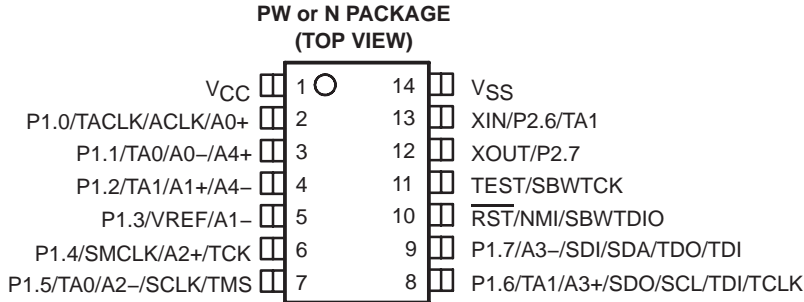 PW or N PACKAGE
(TOP VIEW)
VCC 1 14 VSS
P1.0/TACLK/ACLK/A0+ 2 13 XIN/P2.6/TA1
P1.1/TA0/A0−/A4+ 3 12 XOUT/P2.7
P1.2/TA1/A1+/A4− 4 11 TEST/SBWTCK
P1.3/VREF/A1− 5 10 RST/NMI/SBWTDIO
P1.4/SMCLK/A2+/TCK 6 9 P1.7/A3−/SDI/SDA/TDO/TDI
P1.5/TA0/A2−/SCLK/TMS 7 8 P1.6/TA1/A3+/SDO/SCL/TDI/TCLK